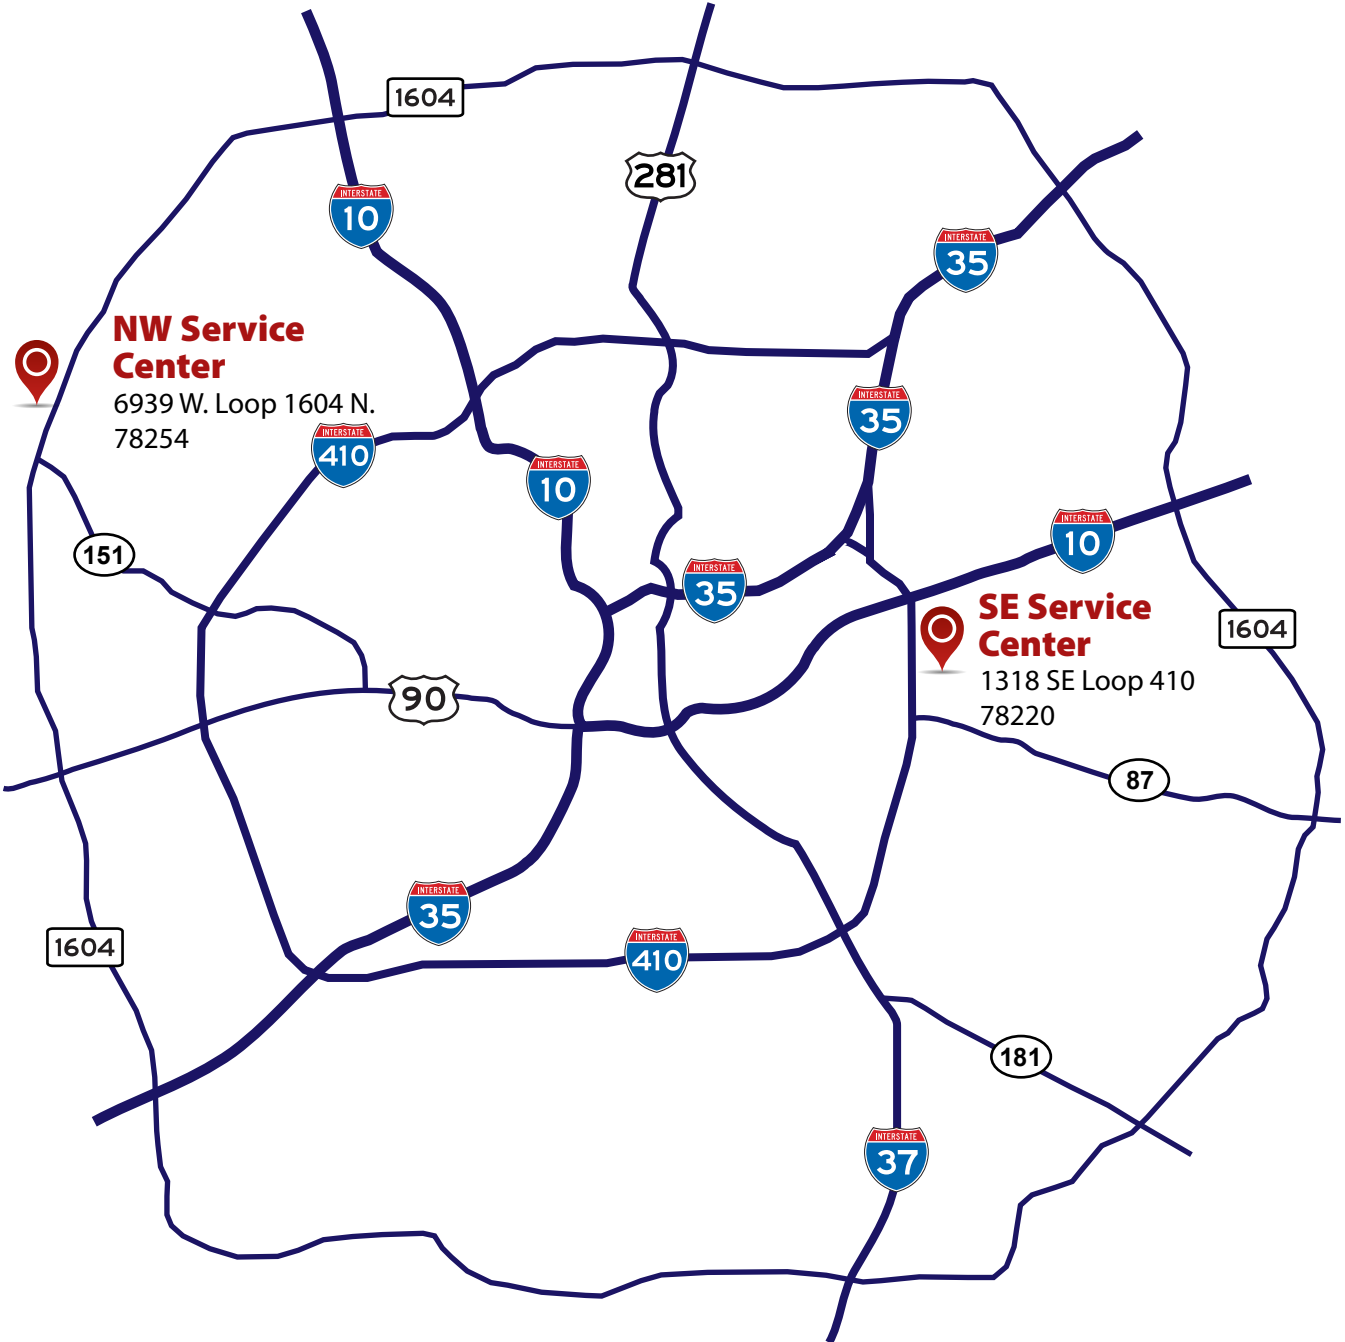 1604
281
INTERSTATE
10
INTERSTATE
35
NW Service
Center
6939 W. Loop 1604 N.
78254
INTERSTATE
35
INTERSTATE
410
INTERSTATE
10
INTERSTATE
10
151
INTERSTATE
35
SE Service
Center
1318 SE Loop 410
78220
1604
90
87
INTERSTATE
35
1604
INTERSTATE
410
181
INTERSTATE
37